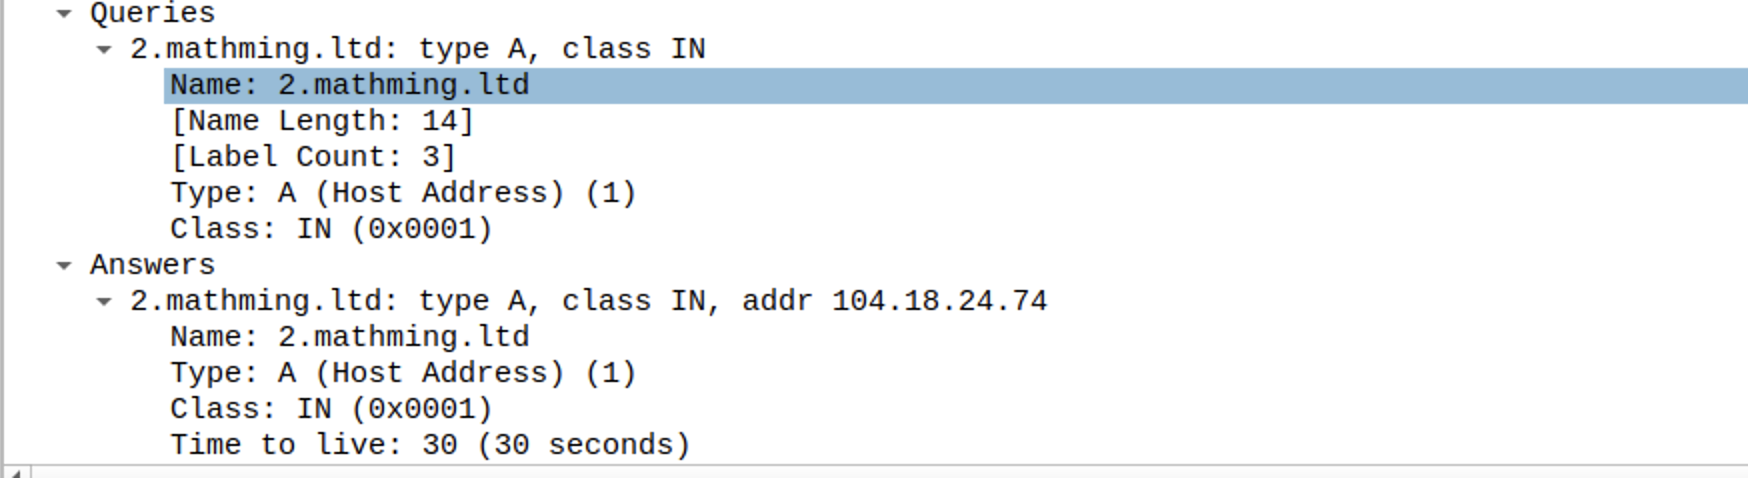 Queries
2.mathming.ltd: type A, class IN
Name: 2.mathming.ltd
[Name Length: 14]
[Label Count: 3]
Type: A (Host Address) (1)
Class: IN (0x0001)
Answers
2.mathming.ltd: type A, class IN, addr 104.18.24.74
Name: 2.mathming.ltd
Type: A (Host Address) (1)
Class: IN (0x0001)
Time to live: 30 (30 seconds)